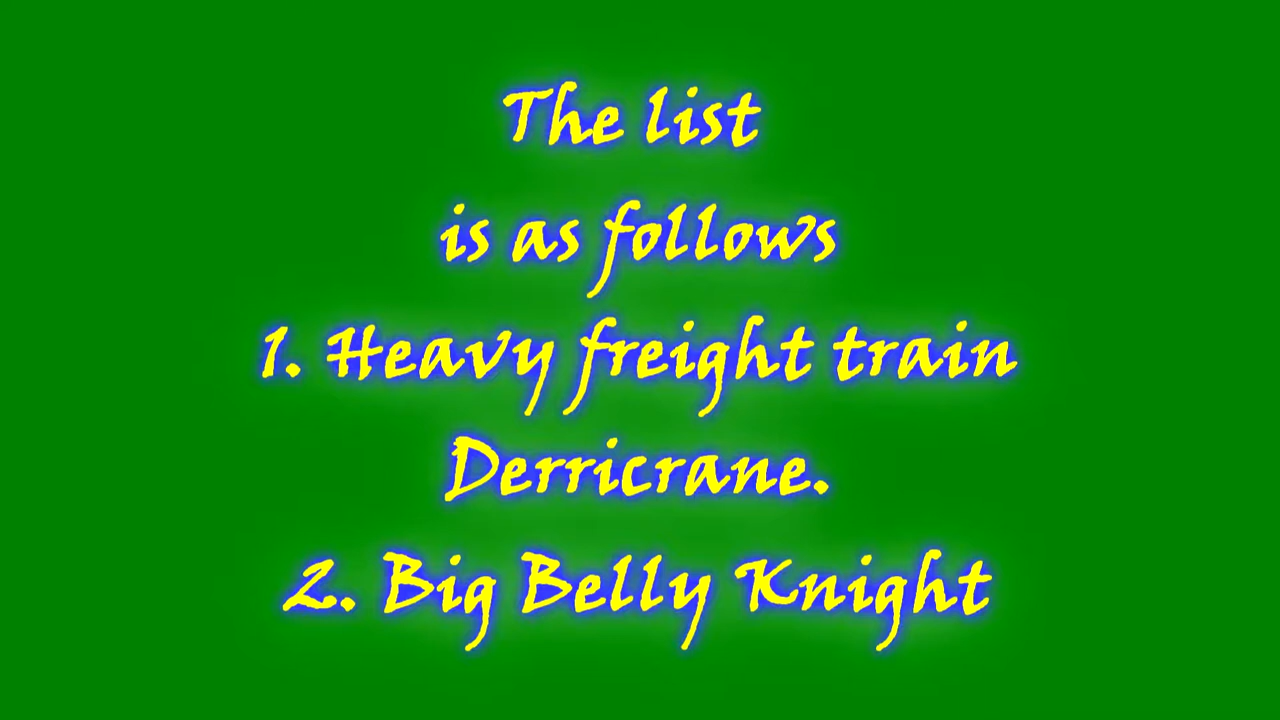 The list
is as follows
1. Heavy freight train
Derricrane.
2. Big Belly Knight